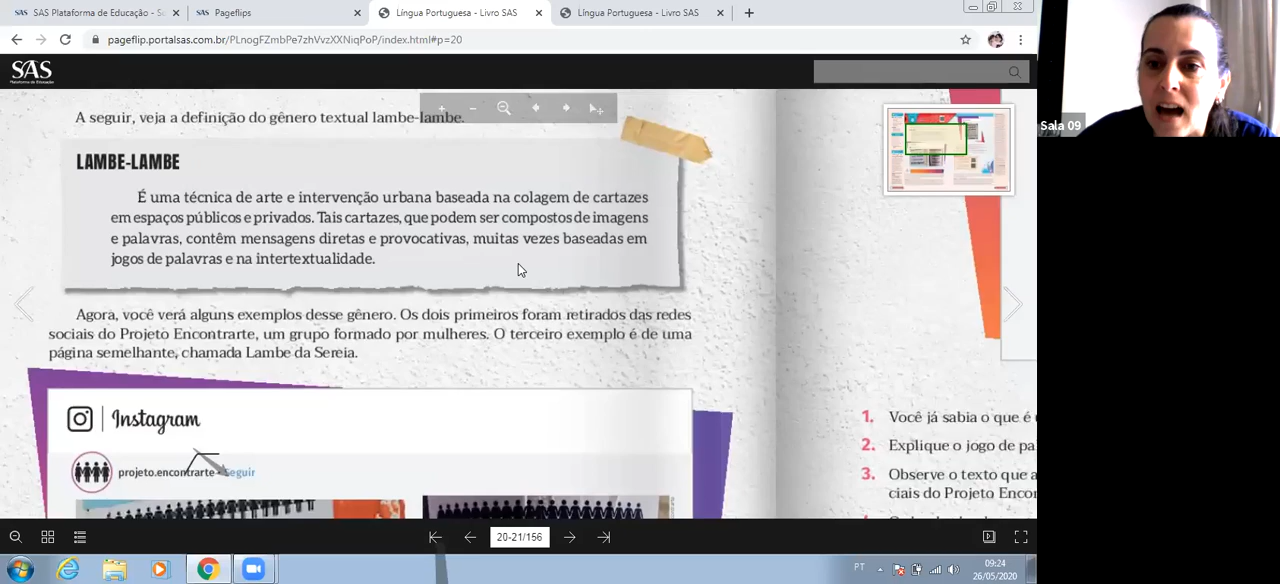 SAS Plataforma de Educação - S
Pageflips
Língua Portuguesa - Livro SAS
Língua Portuguesa - Livro SAS
pageflip.portalsas.com.br/PLnogFZmbPe7zhVvzXXNiqPoP/index.html#p=20
SAS
Plataforma de Educação
Sala 09
A seguir, veja a definição do gênero textual lambe-lambe.
LAMBE-LAMBE
É uma técnica de arte e intervenção urbana baseada na colagem de cartazes
em espaços públicos e privados. Tais cartazes, que podem ser compostos de imagens
e palavras, contêm mensagens diretas e provocativas, muitas vezes baseadas em
jogos de palavras e na intertextualidade.
Agora, você verá alguns exemplos desse gênero. Os dois primeiros foram retirados das redes
sociais do Projeto Encontrarte, um grupo formado por mulheres. O terceiro exemplo é de uma
página semelhante, chamada Lambe da Sereia.
Instagram
projeto.encontrarte • Seguir
1. Você já sabia o que é
2. Explique o jogo de pa
3. Observe o texto que a
ciais do Projeto Encon
20-21/156
PT
09:24
26/05/2020